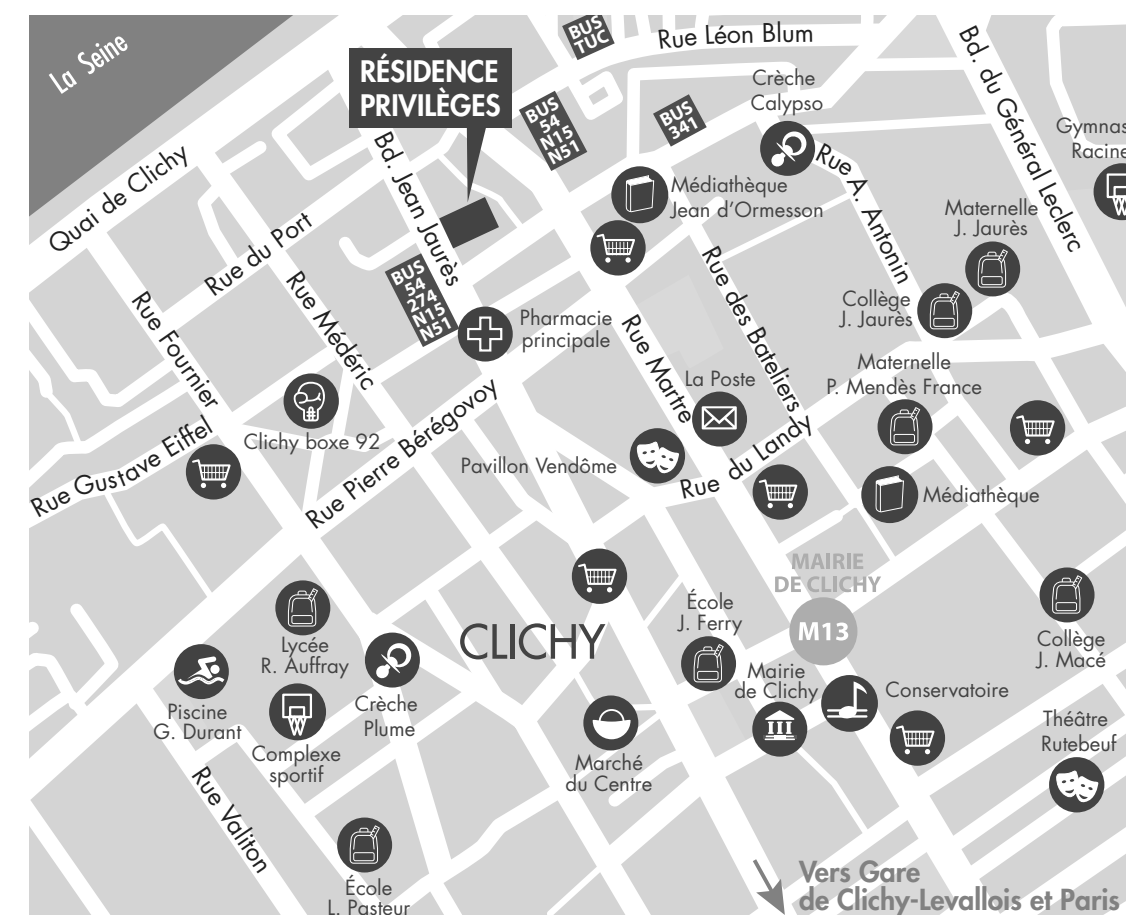 La Seine
BUS
TUC
Rue Léon Blum
Bd. du Général Leclerc
RÉSIDENCE
PRIVILÈGES
Crèche
Calypso
BUS
54
N15
N51
BUS
341
Gymnas
Racine
Quai de Clichy
Bd. Jean Jaurès
Rue A. Antonin
Médiathèque
Jean d'Ormesson
Maternelle
J. Jaurès
Rue du Port
Rue des Bateliers
BUS
54
274
N15
N51
Rue Fournier
Rue Médéric
Collège
J. Jaurès
Pharmacie
principale
Rue Martre
Maternelle
P. Mendès France
La Poste
Clichy boxe 92
Rue Gustave Eiffel
Rue Pierre Bérégovoy
Pavillon Vendôme
Rue du Landy
Médiathèque
MAIRIE
DE CLICHY
M13
École
J. Ferry
CLICHY
Lycée
R. Auffray
Collège
J. Macé
Mairie
de Clichy
Conservatoire
Piscine
G. Durant
Crèche
Plume
Théâtre
Rutebeuf
Complexe
sportif
Marché
du Centre
Rue Valiton
École
L. Pasteur
Vers Gare
de Clichy-Levallois et Paris